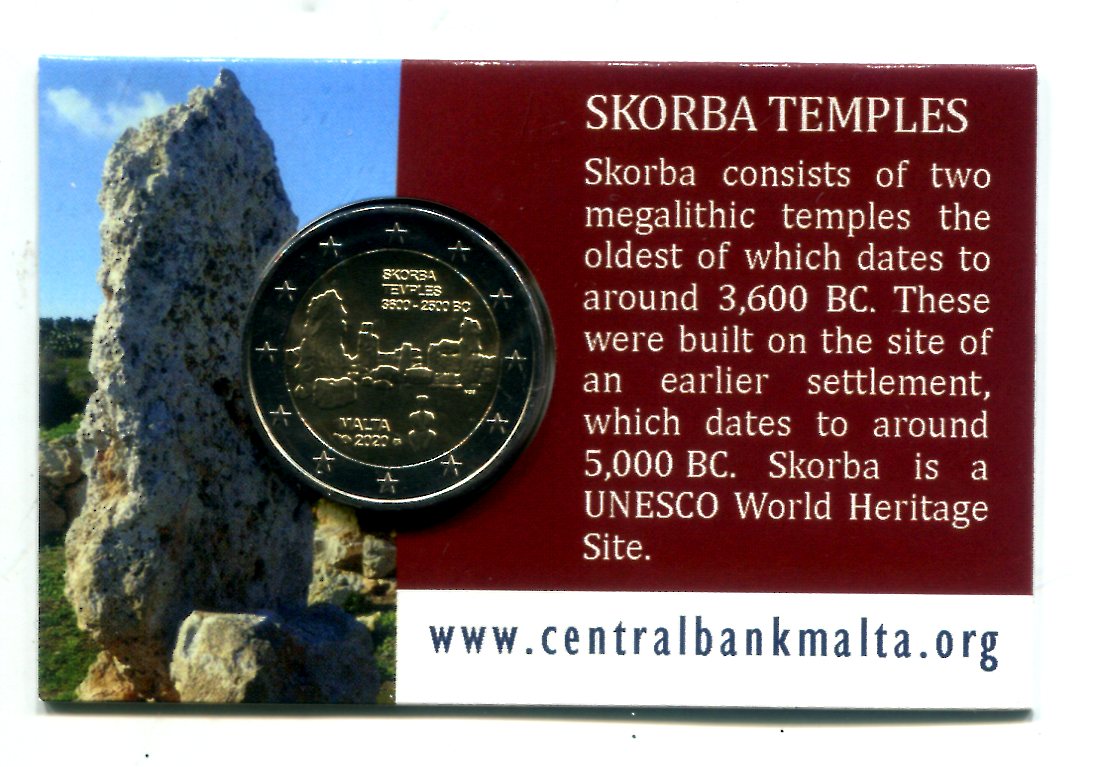 SKORBA TEMPLES
Skorba consists of two
megalithic temples the
oldest of which dates to
around 3,600 BC. These
were built on the site of
an earlier settlement,
which dates to around
5,000 BC. Skorba is a
UNESCO World Heritage
Site.
SKORBA
TEMPLES
3600 - 2500 BC
MALTA
2020
www.centralbankmalta.org